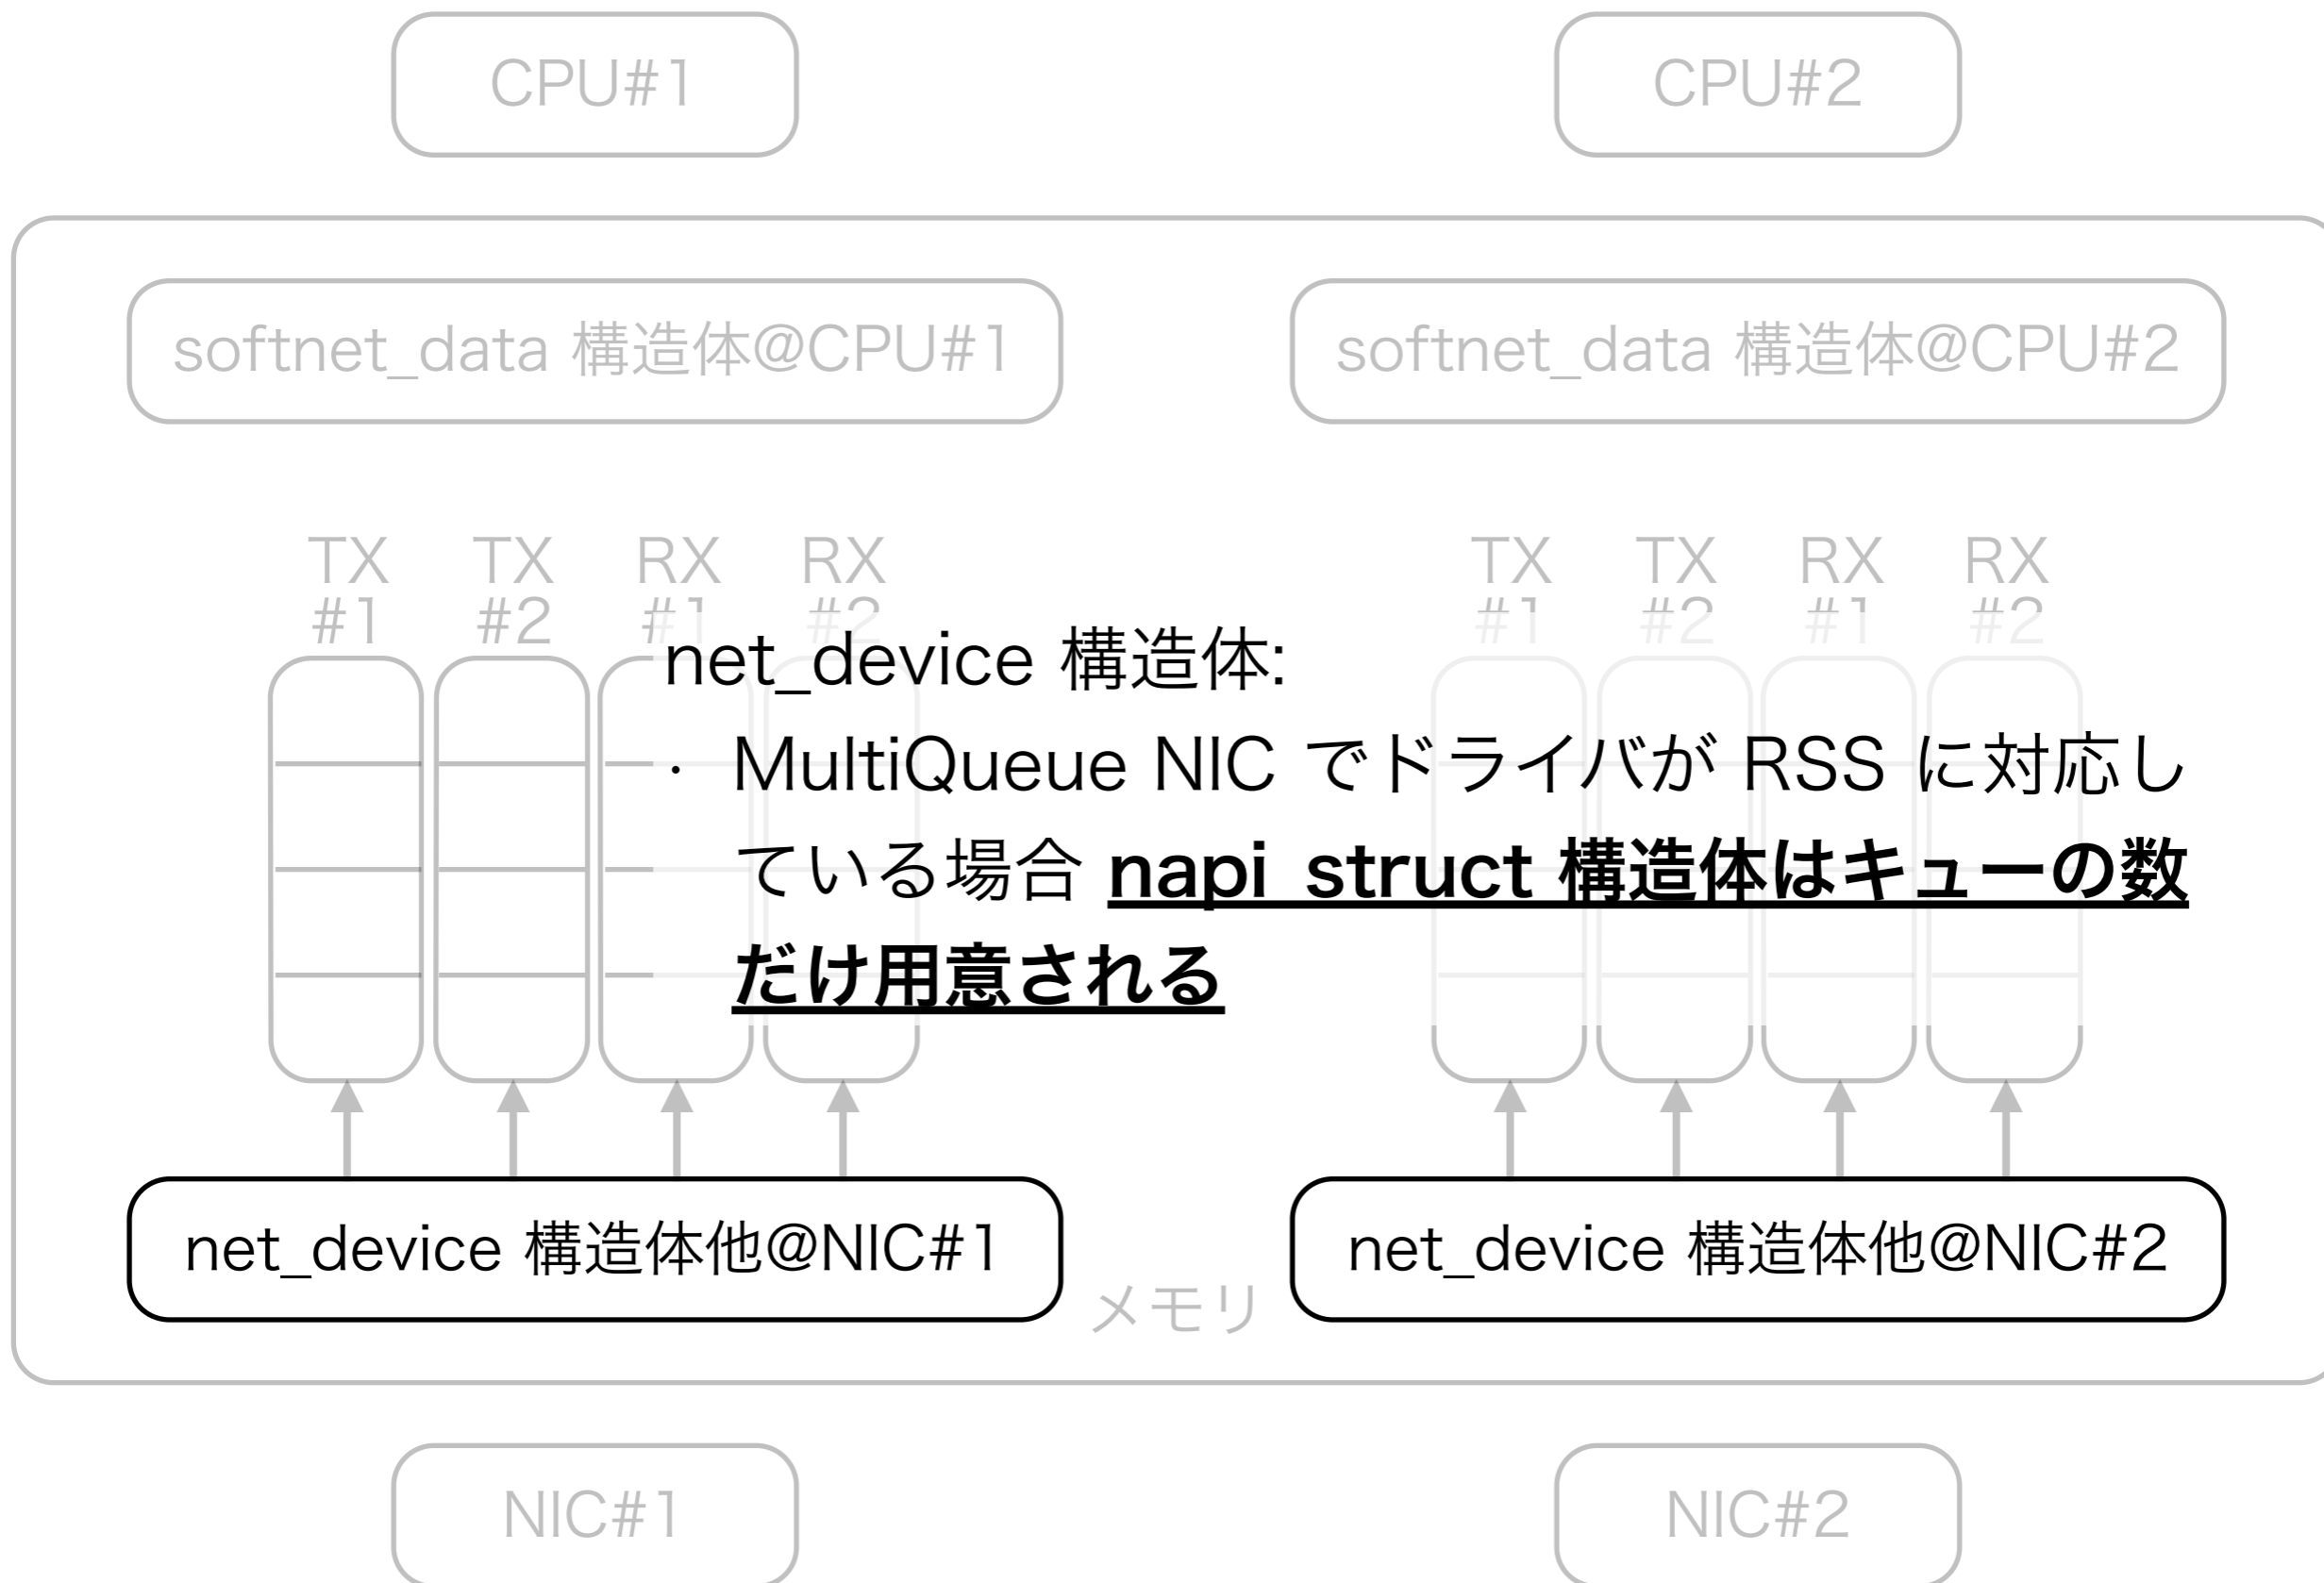 CPU#1
CPU#2
softnet_data 構造体@CPU#1
softnet_data 構造体@CPU#2
TX #1
TX #2
RX #1
RX #2
TX #1
TX #2
RX #1
RX #2
net_device 構造体:
・ MultiQueue NIC でドライバが RSS に対応し
ている場合 napi_struct 構造体はキューの数
だけ用意される
net_device 構造体他@NIC#1
net_device 構造体他@NIC#2
メモリ
NIC#1
NIC#2